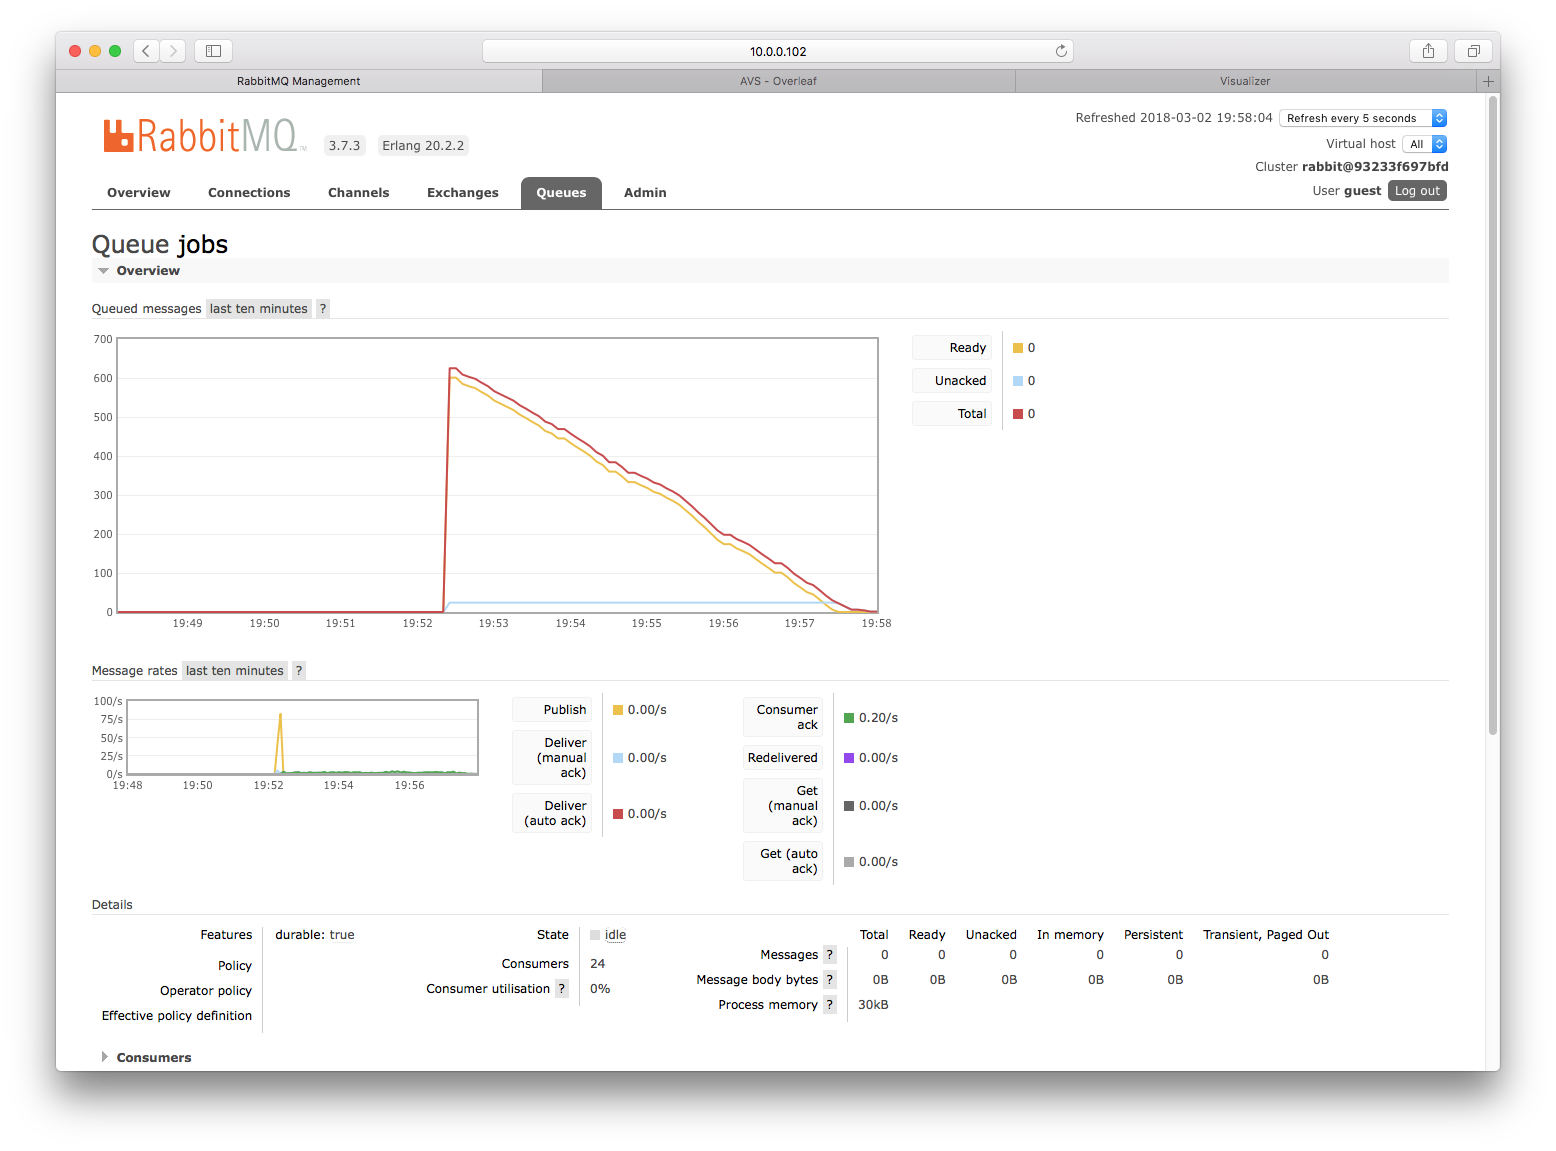 10.0.0.102
RabbitMQ Management
AVS - Overleaf
Visualizer
RabbitMQ™ 3.7.3 Erlang 20.2.2
Refreshed 2018-03-02 19:58:04 Refresh every 5 seconds
Virtual host All
Cluster rabbit@93233f697bfd
User guest Log out
Overview Connections Channels Exchanges Queues Admin
Queue jobs
Overview
Queued messages last ten minutes ?
700
600
500
400
300
200
100
0
19:49 19:50 19:51 19:52 19:53 19:54 19:55 19:56 19:57 19:58
Ready 0
Unacked 0
Total 0
Message rates last ten minutes ?
100/s
75/s
50/s
25/s
0/s
19:48 19:50 19:52 19:54 19:56
Publish 0.00/s
Deliver
(manual 0.00/s
ack)
Deliver
(auto ack) 0.00/s
Consumer
ack 0.20/s
Redelivered 0.00/s
Get
(manual 0.00/s
ack)
Get (auto
ack) 0.00/s
Details
Features durable: true
Policy
Operator policy
Effective policy definition
State idle
Consumers 24
Consumer utilisation ? 0%
Total Ready Unacked In memory Persistent Transient, Paged Out
Messages ? 0 0 0 0 0 0
Message body bytes ? 0B 0B 0B 0B 0B 0B
Process memory ? 30kB
Consumers